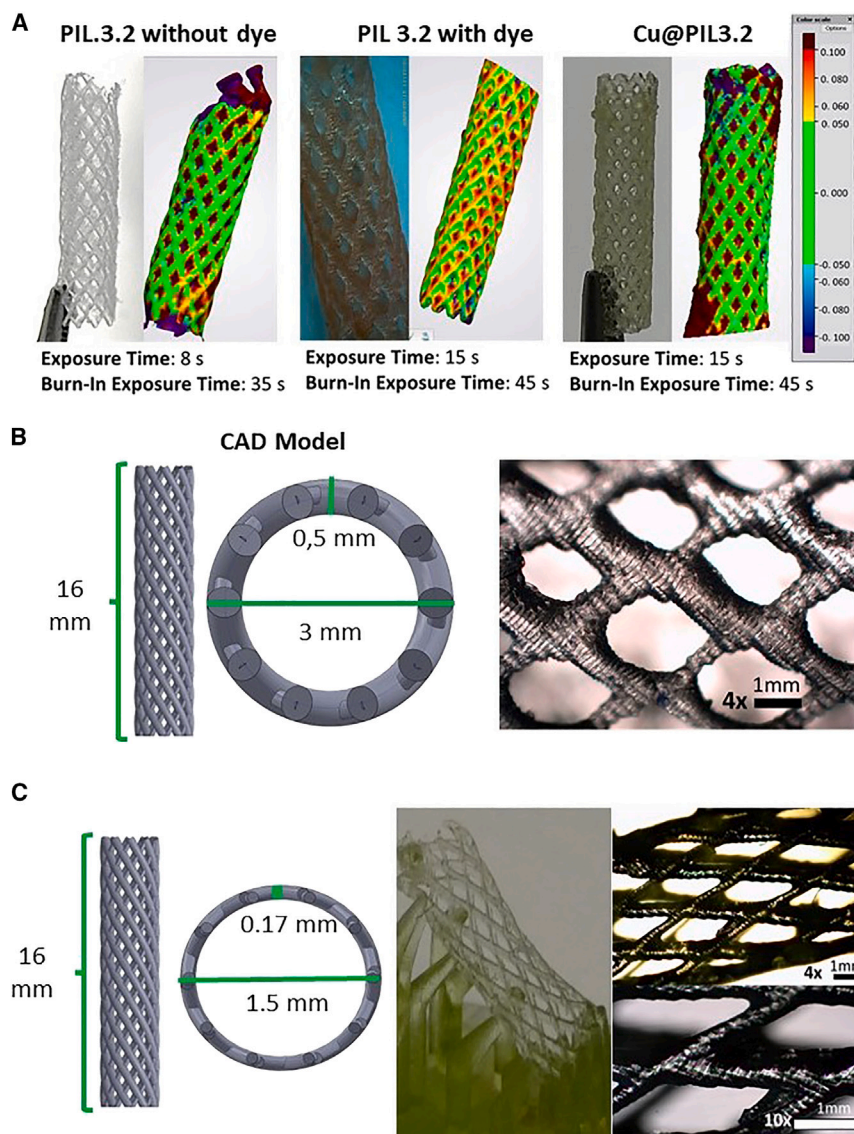 A
PIL.3.2 without dye
PIL 3.2 with dye
Cu@PIL3.2
Color scale
Options
0.100
0.080
0.060
0.050
0.000
-0.050
-0.060
-0.080
-0.100
Exposure Time: 8 s
Burn-In Exposure Time: 35 s
Exposure Time: 15 s
Burn-In Exposure Time: 45 s
Exposure Time: 15 s
Burn-In Exposure Time: 45 s
B
CAD Model
16
mm
0,5 mm
3 mm
4x
1mm
C
16
mm
0.17 mm
1.5 mm
4x
1mm
10x
1mm